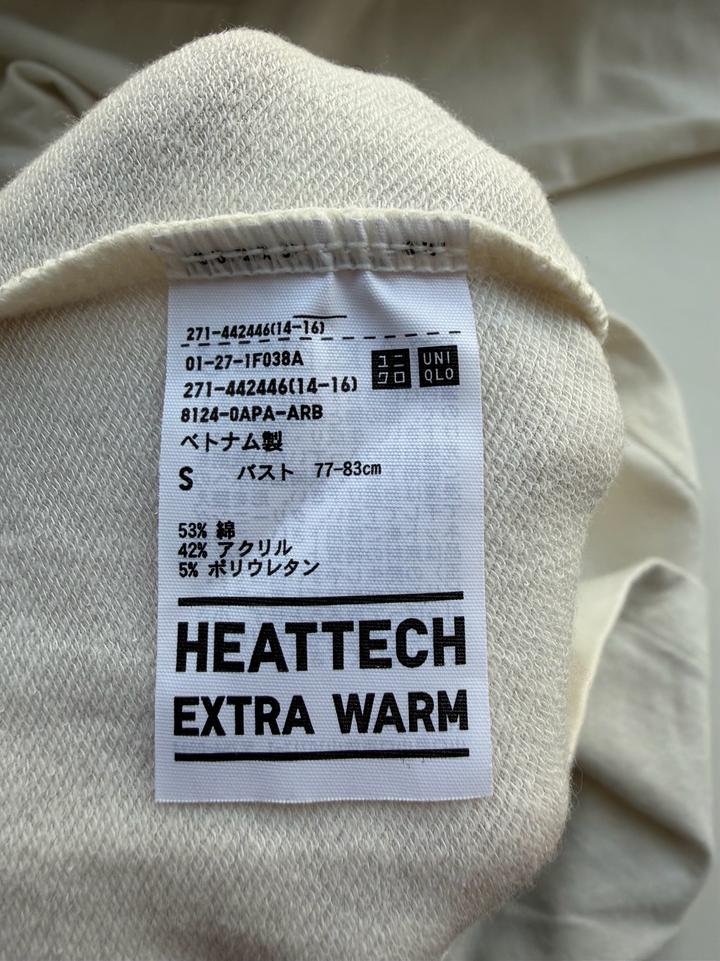 271-442446(14-16)
01-27-1F038A
ユニクロ
UNIQLO
271-442446(14-16)
8124-0APA-ARB
ベトナム製
S バスト 77-83cm
53% 綿
42% アクリル
5% ポリウレタン
HEATTECH
EXTRA WARM